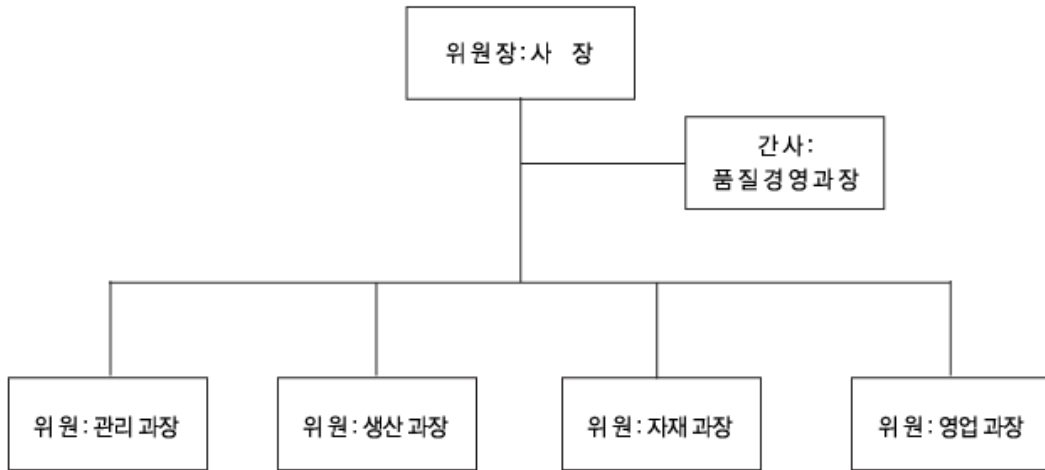 위원장:사 장
간사:
품질경영과장
위원:관리 과장
위원:생산 과장
위원:자재 과장
위원:영업 과장